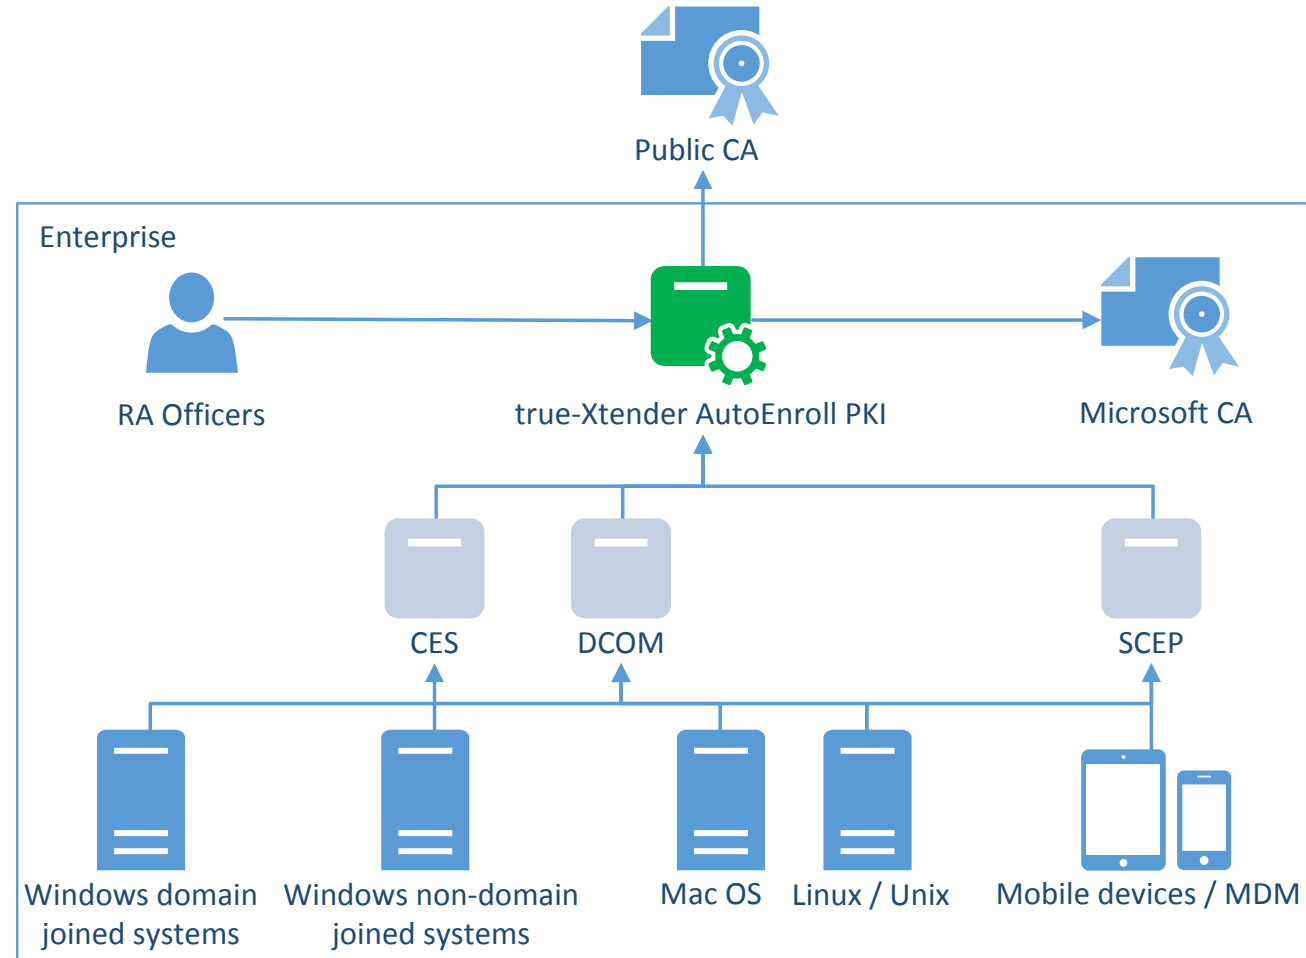 Public CA
Enterprise
RA Officers
true-Xtender AutoEnroll PKI
Microsoft CA
CES
DCOM
SCEP
Windows domain
joined systems
Windows non-domain
joined systems
Mac OS
Linux / Unix
Mobile devices / MDM